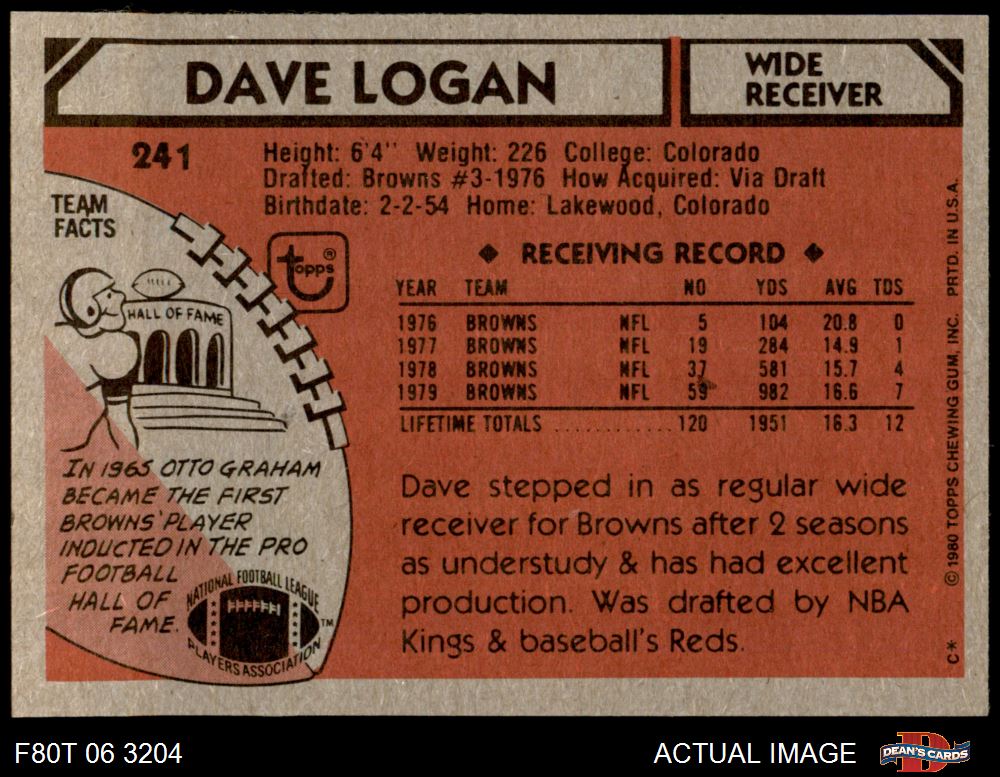 DAVE LOGAN
WIDE
RECEIVER
241
Height: 6'4" Weight: 226 College: Colorado
Drafted: Browns #3-1976 How Acquired: Via Draft
Birthdate: 2-2-54 Home: Lakewood, Colorado
TEAM
FACTS
topps®
HALL OF FAME
IN 1965 OTTO GRAHAM
BECAME THE FIRST
BROWNS' PLAYER
INDUCTED IN THE PRO
FOOTBALL
HALL OF
FAME.
NATIONAL FOOTBALL LEAGUE
PLAYERS ASSOCIATION
TM
◆ RECEIVING RECORD ◆
YEAR TEAM NO YDS AVG TDS
1976 BROWNS NFL 5 104 20.8 0
1977 BROWNS NFL 19 284 14.9 1
1978 BROWNS NFL 37 581 15.7 4
1979 BROWNS NFL 59 982 16.6 7
LIFETIME TOTALS ............ 120 1951 16.3 12
Dave stepped in as regular wide
receiver for Browns after 2 seasons
as understudy & has had excellent
production. Was drafted by NBA
Kings & baseball's Reds.
© 1980 TOPPS CHEWING GUM, INC. PRTD. IN U.S.A.
C*
F80T 06 3204
ACTUAL IMAGE
DEAN'S CARDS